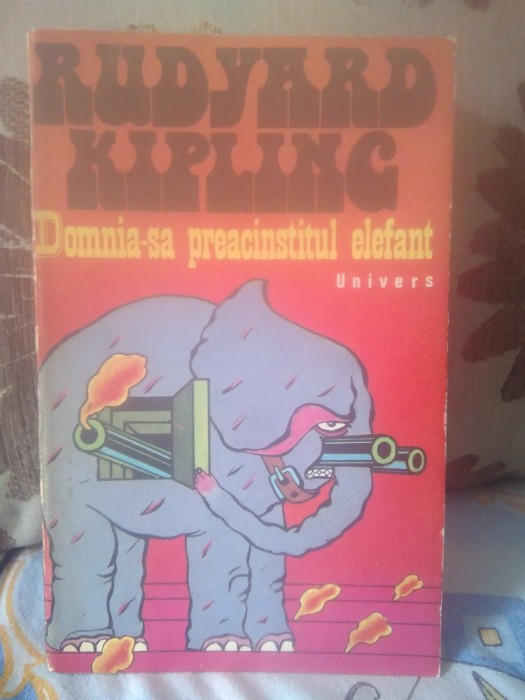 RUDYARD
KIPLING
Domnia-sa preacinstitul elefant
Univers